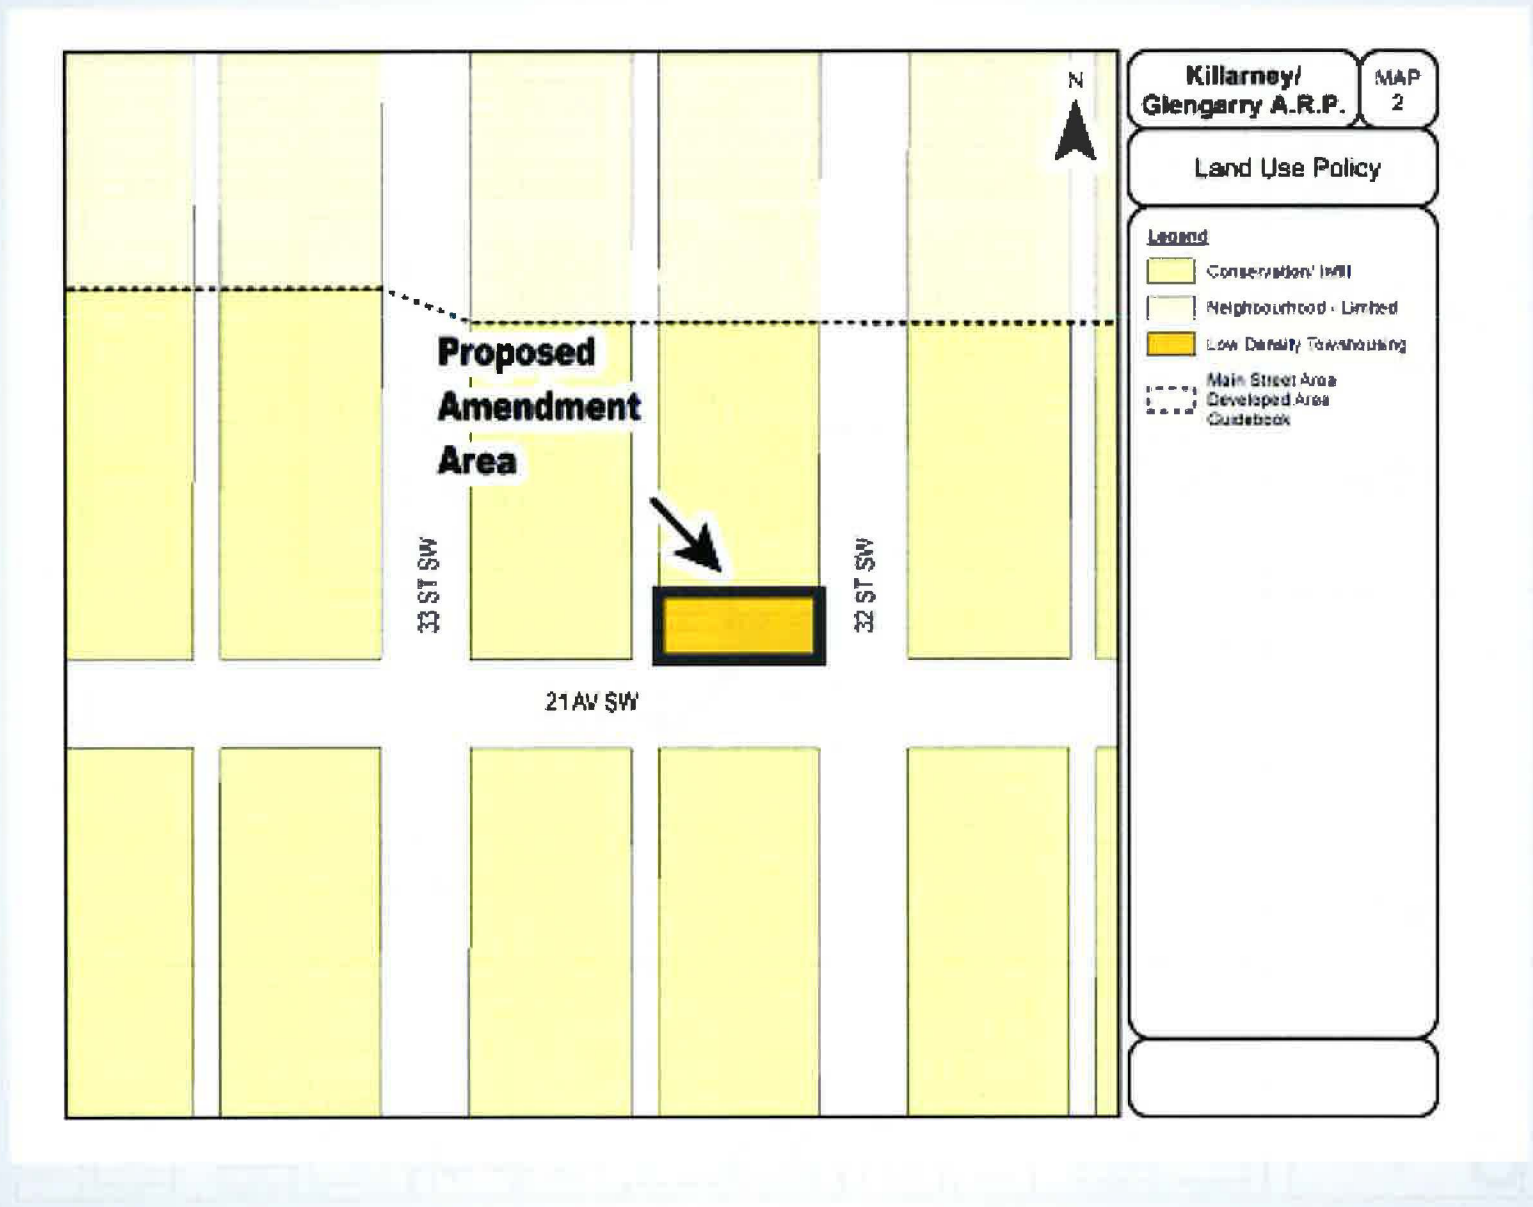 N
Proposed
Amendment
Area
33 ST SW
32 ST SW
21 AV SW
Killarney/
Glengarry A.R.P.
MAP
2
Land Use Policy
Legend
Conservation/ Infill
Neighbourhood - Limited
Low Density Townhousing
Main Street Area
Developed Area
Guidebook